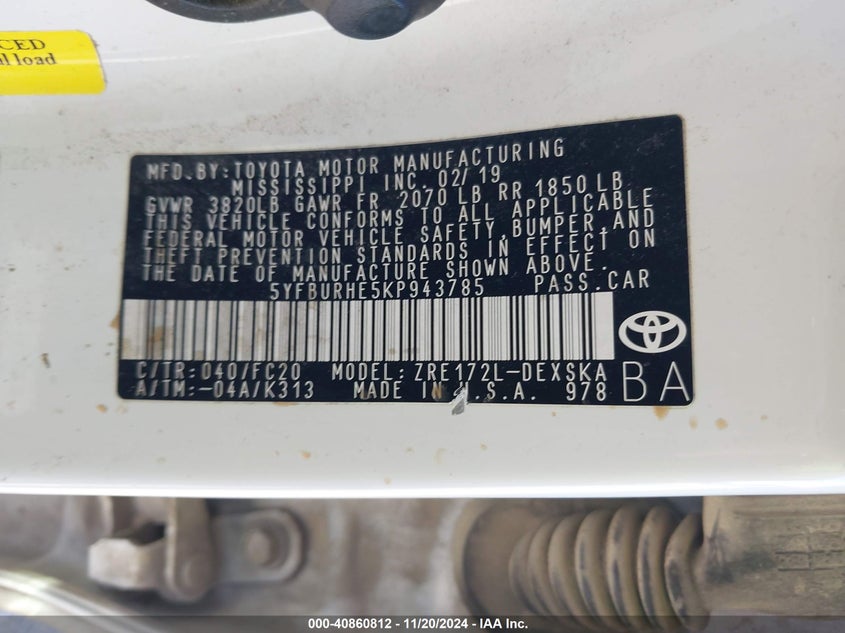 CED
al load
MFD. BY: TOYOTA MOTOR MANUFACTURING
MISSISSIPPI INC. 02/19
GVWR 3820LB GAWR FR 2070 LB RR 1850 LB
THIS VEHICLE CONFORMS TO ALL APPLICABLE
FEDERAL MOTOR VEHICLE SAFETY, BUMPER, AND
THEFT PREVENTION STANDARDS IN EFFECT ON
THE DATE OF MANUFACTURE SHOWN ABOVE.
5YFBURHE5KP943785 PASS. CAR
C/TR: 040/FC20 MODEL: ZRE172L-DEXSKA
A/TM: -04A/K313 MADE IN U.S.A. 978
BA
000-40860812 - 11/20/2024 - IAA Inc.